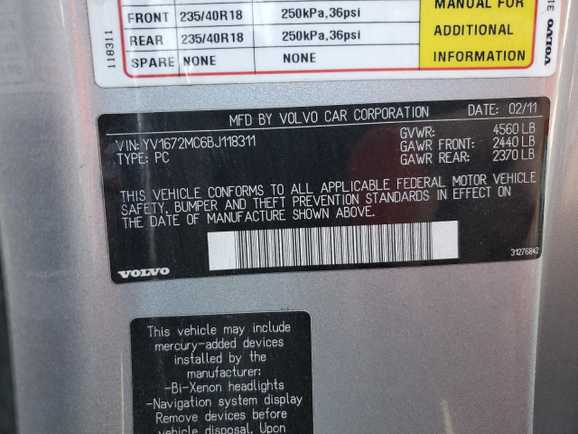 MANUAL FOR
FRONT 235/40R18 250kPa,36psi
ADDITIONAL
REAR 235/40R18 250kPa,36psi
INFORMATION
SPARE NONE NONE
118311
VOLVO
MFD BY VOLVO CAR CORPORATION DATE: 02/11
VIN: YV1672MC6BJ118311 GVWR: 4560 LB
TYPE: PC GAWR FRONT: 2440 LB
GAWR REAR: 2370 LB
THIS VEHICLE CONFORMS TO ALL APPLICABLE FEDERAL MOTOR VEHICLE
SAFETY, BUMPER AND THEFT PREVENTION STANDARDS IN EFFECT ON
THE DATE OF MANUFACTURE SHOWN ABOVE.
VOLVO
31276842
This vehicle may include
mercury-added devices
installed by the
manufacturer:
-Bi-Xenon headlights
-Navigation system display
Remove devices before
vehicle disposal. Upon